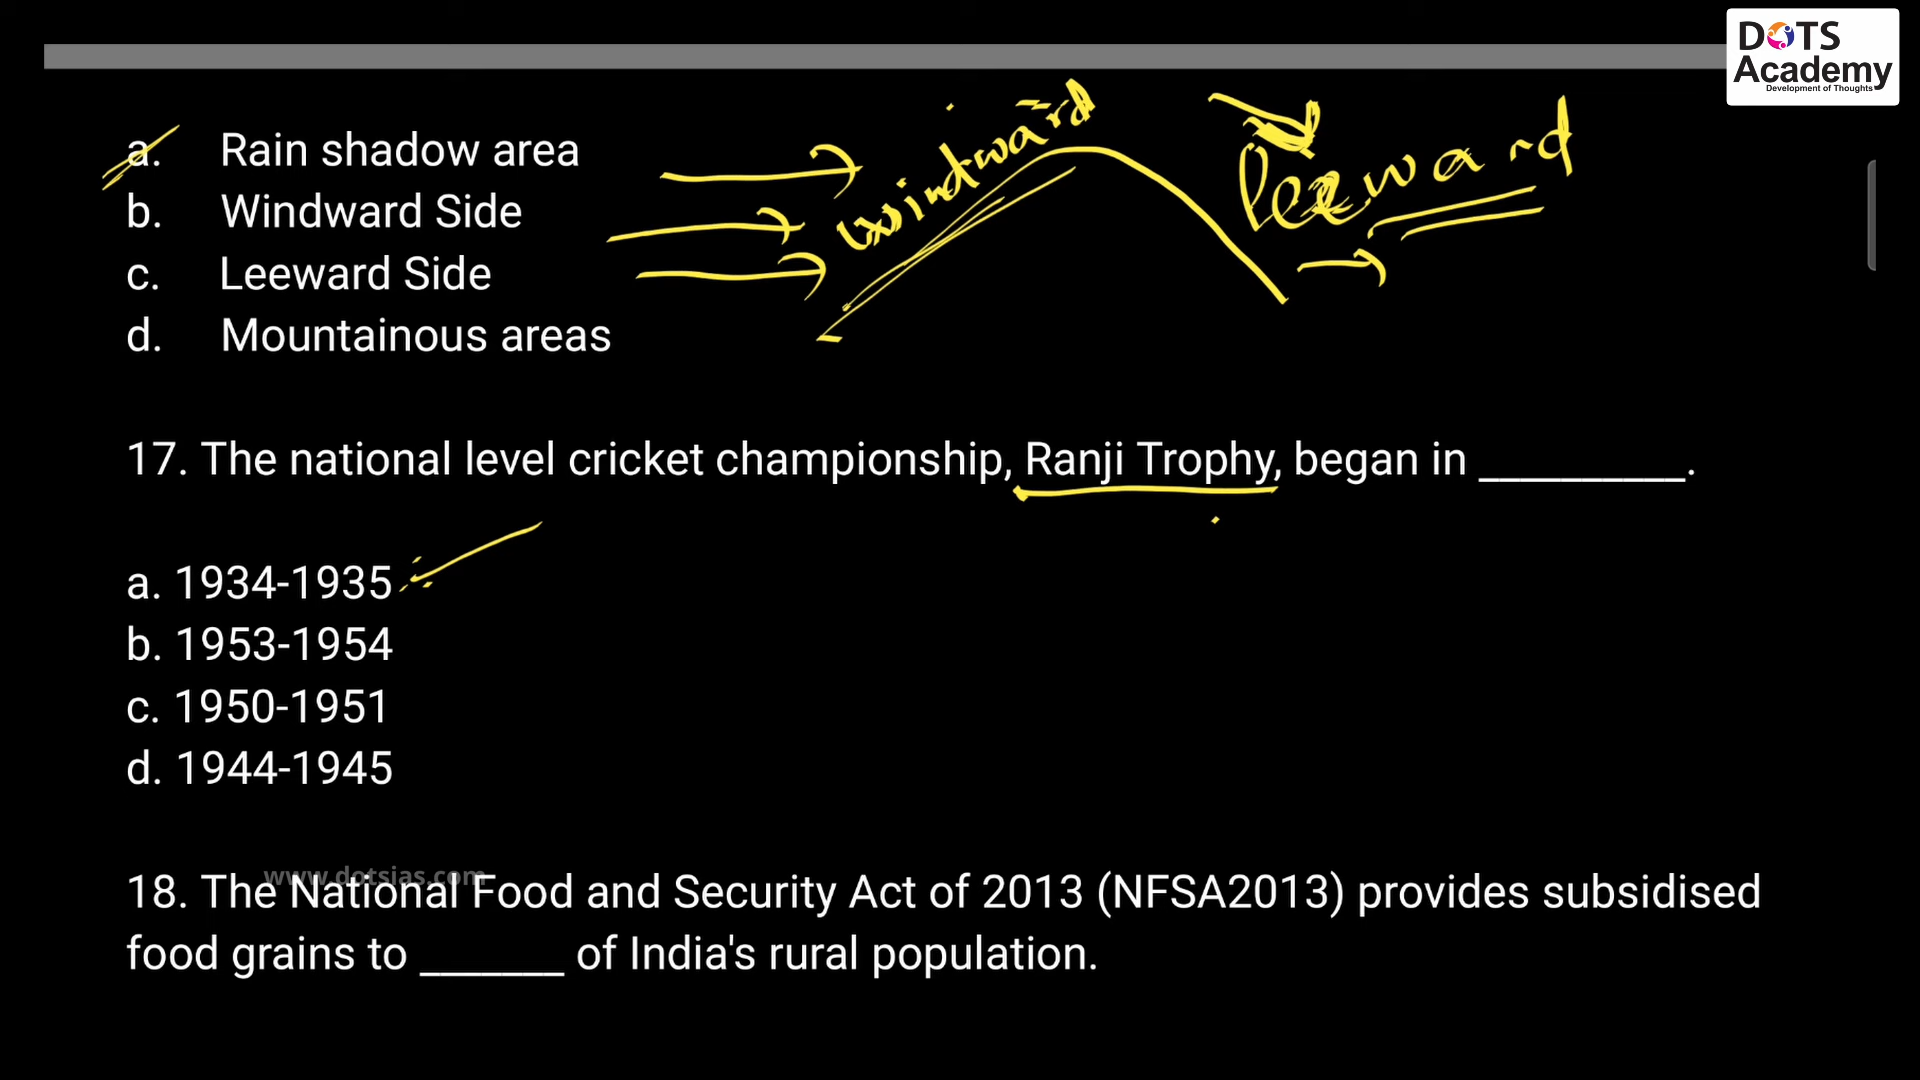 DOTS
Academy
Development of Thoughts
a. Rain shadow area
b. Windward Side
c. Leeward Side
d. Mountainous areas
windward
leeward
17. The national level cricket championship, Ranji Trophy, began in __________.
a. 1934-1935
b. 1953-1954
c. 1950-1951
d. 1944-1945
www.dotsias.com
18. The National Food and Security Act of 2013 (NFSA2013) provides subsidised
food grains to _______ of India's rural population.